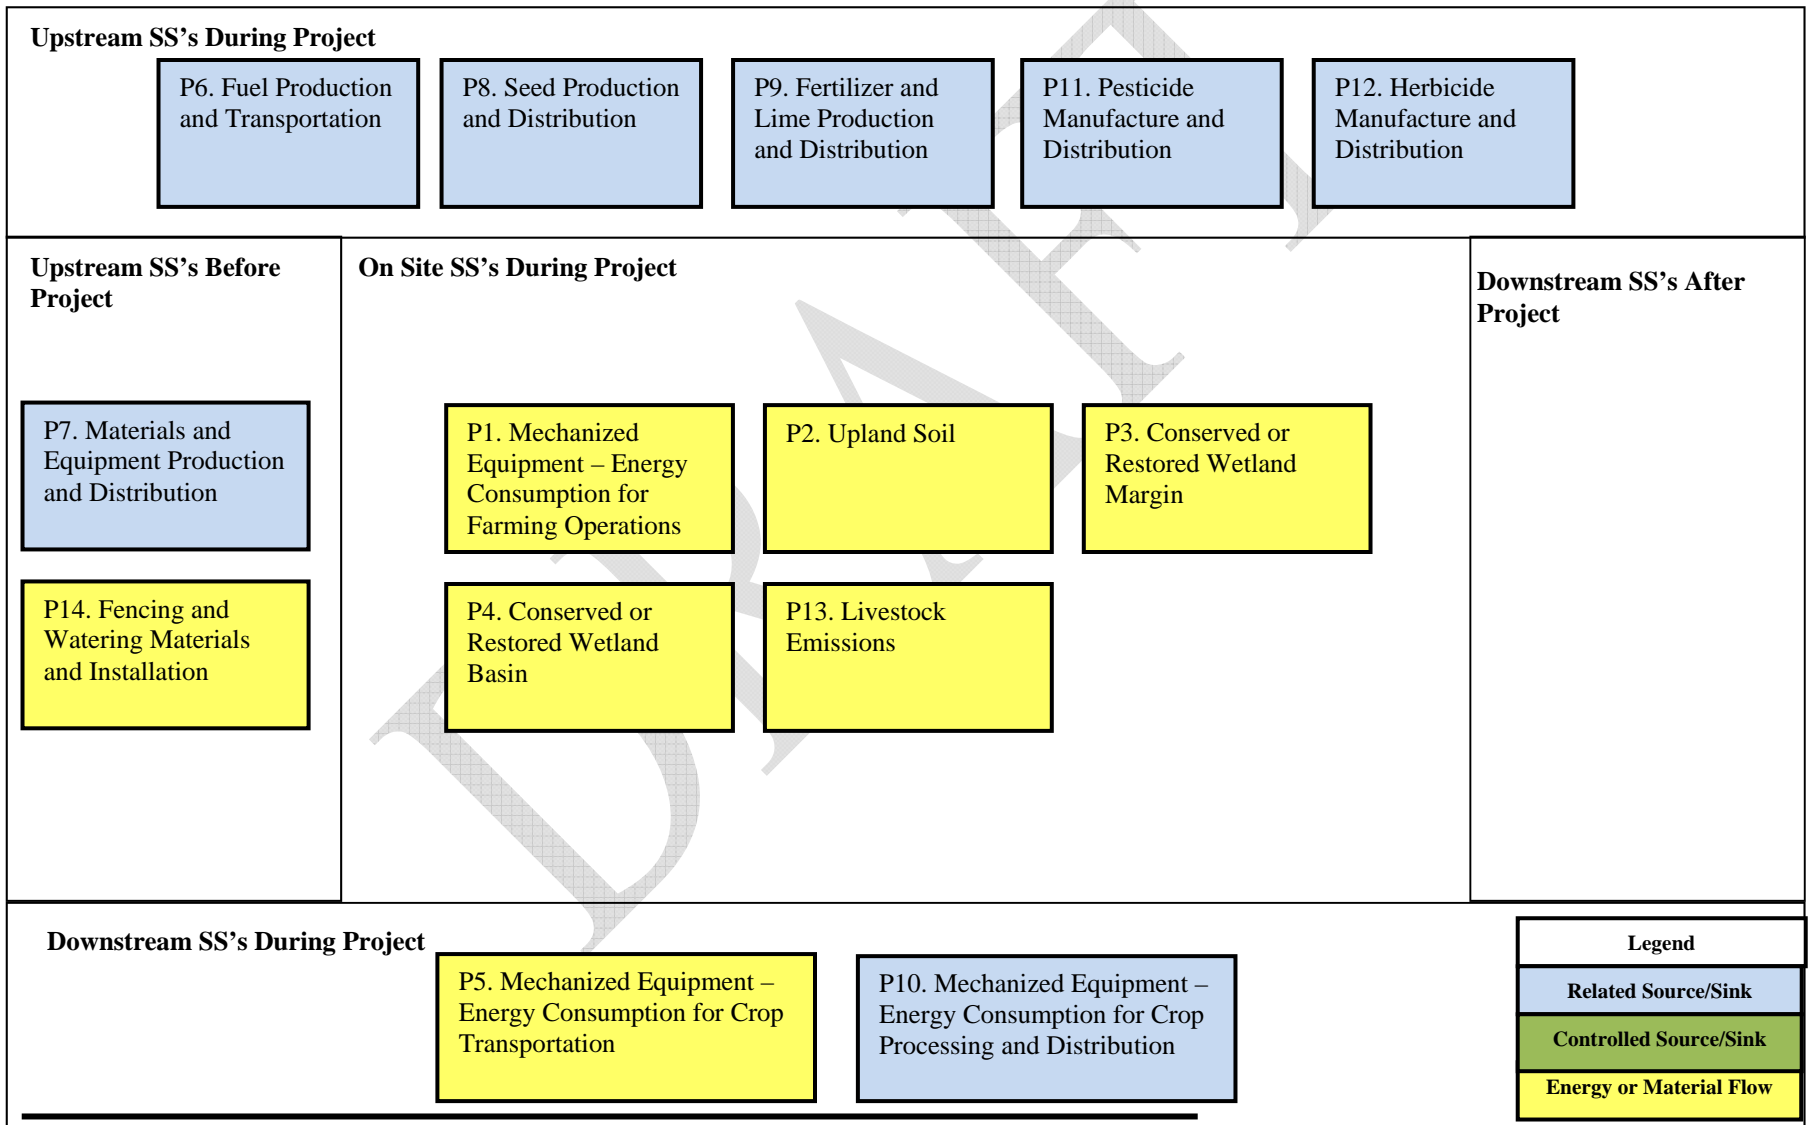 Upstream SS’s During Project
P6. Fuel Production
and Transportation
P8. Seed Production
and Distribution
P9. Fertilizer and
Lime Production
and Distribution
P11. Pesticide
Manufacture and
Distribution
P12. Herbicide
Manufacture and
Distribution
Upstream SS’s Before
Project
On Site SS’s During Project
Downstream SS’s After
Project
P7. Materials and
Equipment Production
and Distribution
P1. Mechanized
Equipment – Energy
Consumption for
Farming Operations
P2. Upland Soil
P3. Conserved or
Restored Wetland
Margin
P14. Fencing and
Watering Materials
and Installation
P4. Conserved or
Restored Wetland
Basin
P13. Livestock
Emissions
Downstream SS’s During Project
P5. Mechanized Equipment –
Energy Consumption for Crop
Transportation
P10. Mechanized Equipment –
Energy Consumption for Crop
Processing and Distribution
Legend
Related Source/Sink
Controlled Source/Sink
Energy or Material Flow
DRAFT